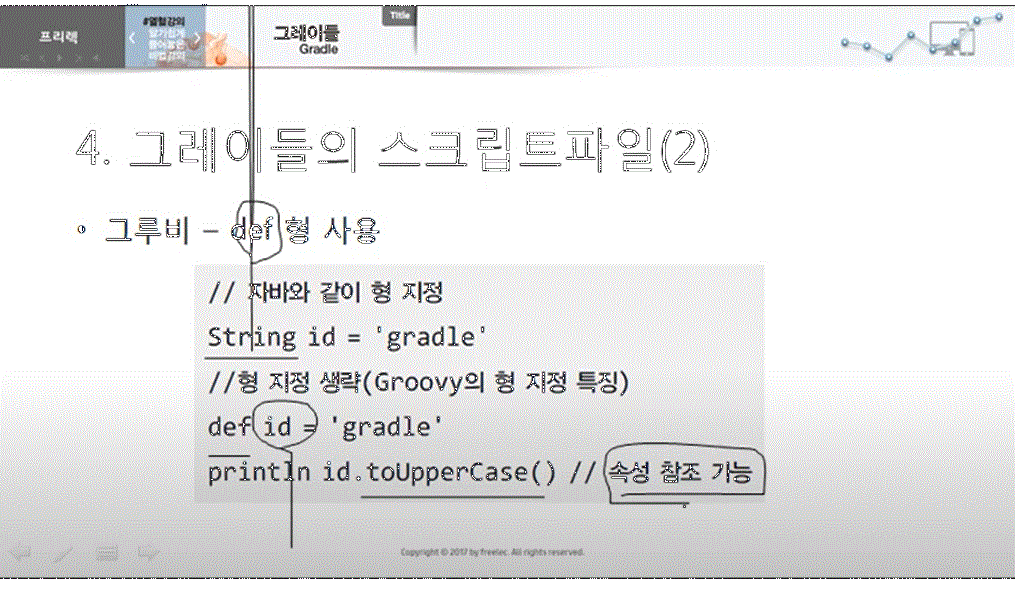 프리렉
#열혈강의
그레이들
Gradle
Title
4. 그레이들의 스크립트파일(2)
• 그루비 – def 형 사용
// 자바와 같이 형 지정
String id = 'gradle'
//형 지정 생략(Groovy의 형 지정 특징)
def id = 'gradle'
println id.toUpperCase() // 속성 참조 가능
Copyright © 2017 by freelec. All rights reserved.